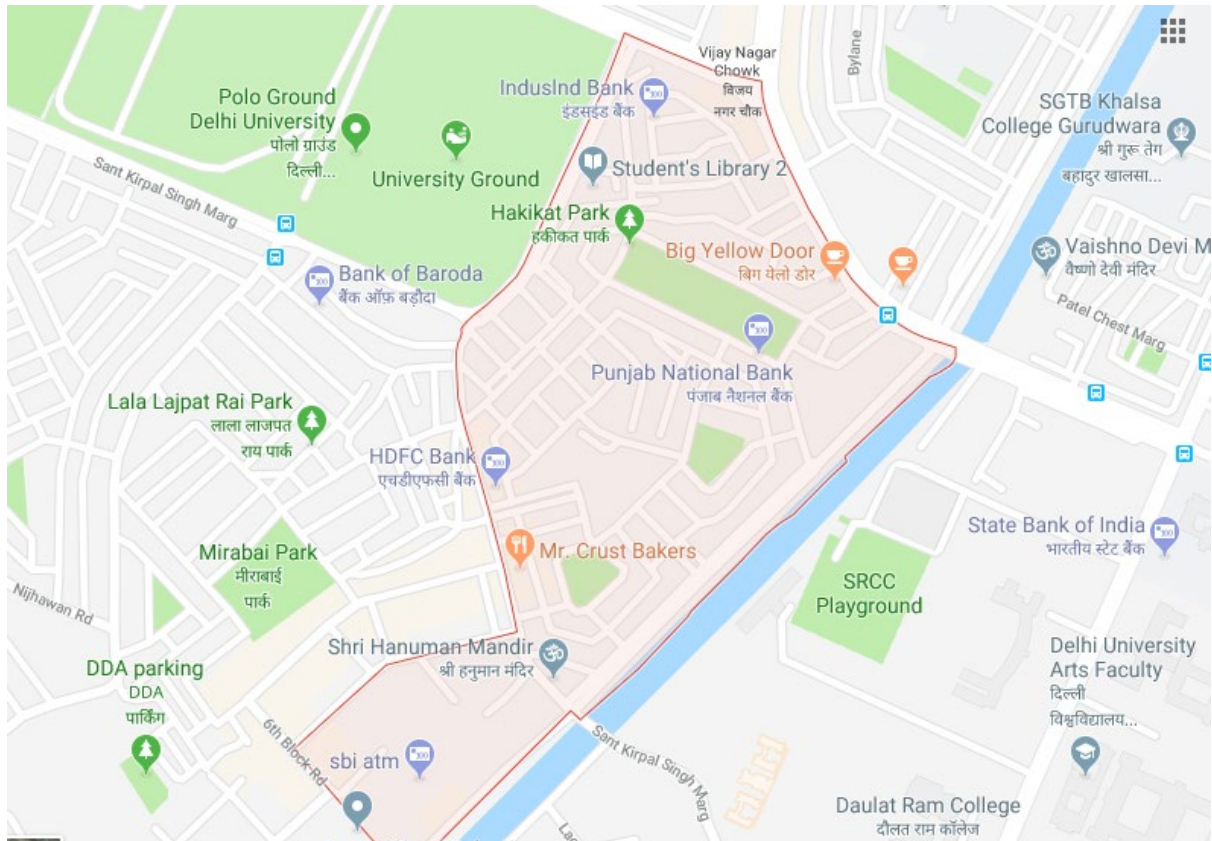 Vijay Nagar
Chowk
विजय
नगर चौक
Bylane
IndusInd Bank
इंडसइंड बैंक
Polo Ground
Delhi University
पोलो ग्राउंड
दिल्ली...
SGTB Khalsa
College Gurudwara
श्री गुरू तेग
बहादुर खालसा...
Sant Kirpal Singh Marg
University Ground
Student's Library 2
Hakikat Park
हकीकत पार्क
Big Yellow Door
बिग येलो डोर
Vaishno Devi M
वैष्णो देवी मंदिर
Bank of Baroda
बैंक ऑफ़ बड़ौदा
Patel Chest Marg
Punjab National Bank
पंजाब नैशनल बैंक
Lala Lajpat Rai Park
लाला लाजपत
राय पार्क
HDFC Bank
एचडीएफसी बैंक
State Bank of India
भारतीय स्टेट बैंक
Mr. Crust Bakers
Mirabai Park
मीराबाई
पार्क
SRCC
Playground
Nijhawan Rd
Shri Hanuman Mandir
श्री हनुमान मंदिर
Delhi University
Arts Faculty
दिल्ली
विश्वविद्यालय...
DDA parking
DDA
पार्किंग
6th Block Rd
sbi atm
Sant Kirpal Singh Marg
Daulat Ram College
दौलत राम कॉलेज